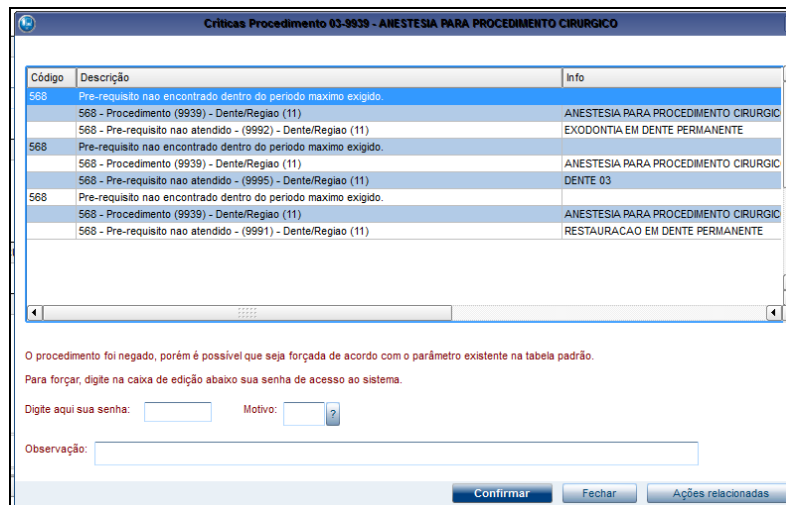 Críticas Procedimento 03-9939 - ANESTESIA PARA PROCEDIMENTO CIRURGICO
Código Descrição Info
568 Pre-requisito nao encontrado dentro do periodo maximo exigido.
568 - Procedimento (9939) - Dente/Regiao (11) ANESTESIA PARA PROCEDIMENTO CIRURGIC
568 - Pre-requisito nao atendido - (9992) - Dente/Regiao (11) EXODONTIA EM DENTE PERMANENTE
568 Pre-requisito nao encontrado dentro do periodo maximo exigido.
568 - Procedimento (9939) - Dente/Regiao (11) ANESTESIA PARA PROCEDIMENTO CIRURGIC
568 - Pre-requisito nao atendido - (9995) - Dente/Regiao (11) DENTE 03
568 Pre-requisito nao encontrado dentro do periodo maximo exigido.
568 - Procedimento (9939) - Dente/Regiao (11) ANESTESIA PARA PROCEDIMENTO CIRURGIC
568 - Pre-requisito nao atendido - (9991) - Dente/Regiao (11) RESTAURACAO EM DENTE PERMANENTE
O procedimento foi negado, porém é possível que seja forçada de acordo com o parâmetro existente na tabela padrão.
Para forçar, digite na caixa de edição abaixo sua senha de acesso ao sistema.
Digite aqui sua senha: Motivo: ?
Observação:
Confirmar Fechar Ações relacionadas